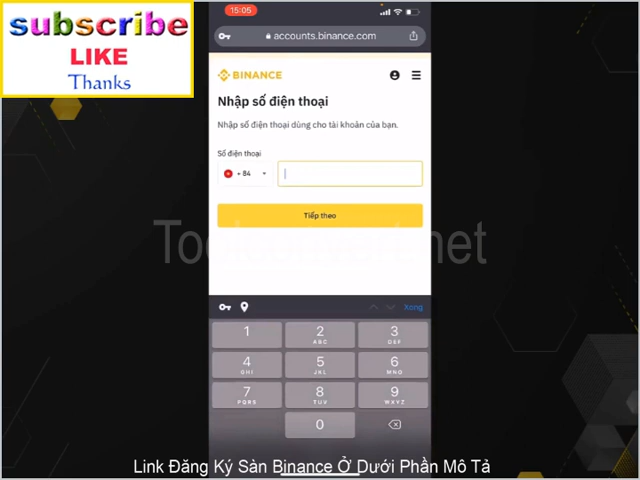 subscribe
LIKE
Thanks
15:05
accounts.binance.com
BINANCE
Nhập số điện thoại
Nhập số điện thoại dùng cho tài khoản của bạn.
Số điện thoại
+ 84
Tiếp theo
Xong
1
2
ABC
3
DEF
4
GHI
5
JKL
6
MNO
7
PQRS
8
TUV
9
WXYZ
0
Link Đăng Ký Sàn Binance Ở Dưới Phần Mô Tả